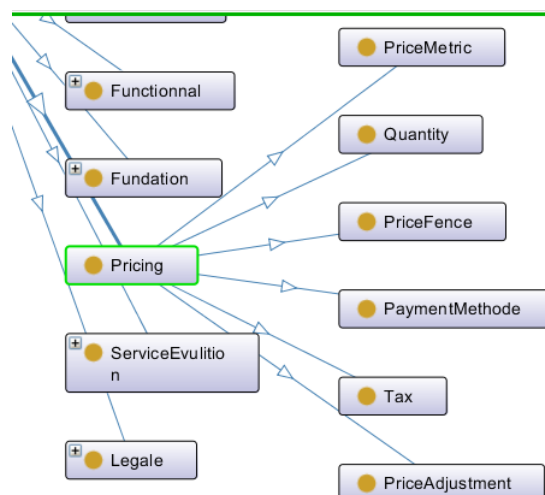 Functionnal
Fundation
Pricing
ServiceEvulitio
n
Legale
PriceMetric
Quantity
PriceFence
PaymentMethode
Tax
PriceAdjustment